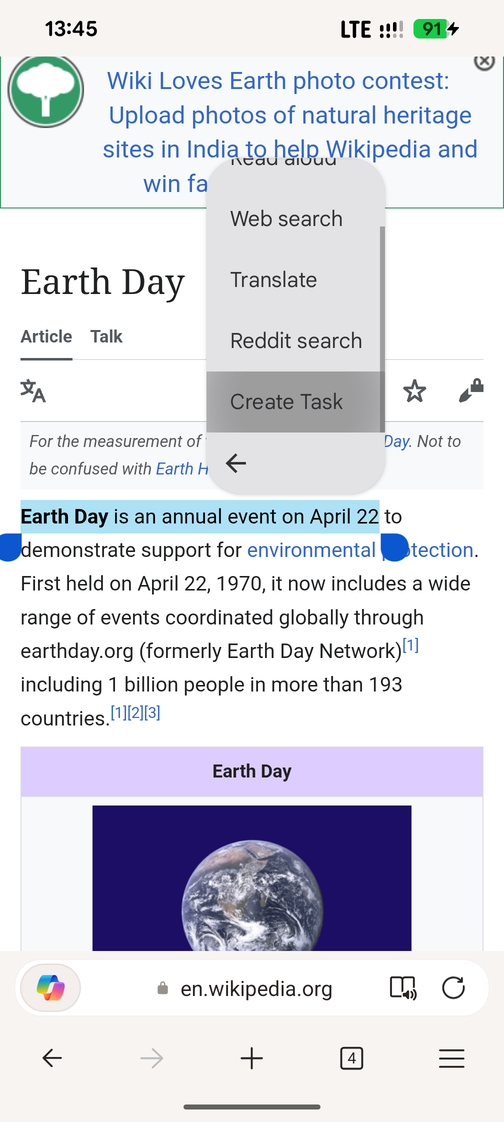 13:45
LTE
91
Wiki Loves Earth photo contest:
Upload photos of natural heritage
sites in India to help Wikipedia and
win fa
Read aloud
Web search
Translate
Reddit search
Create Task
Earth Day
Article Talk
For the measurement of
Day. Not to
be confused with Earth H
Earth Day is an annual event on April 22 to
demonstrate support for environmental protection.
First held on April 22, 1970, it now includes a wide
range of events coordinated globally through
earthday.org (formerly Earth Day Network)[1]
including 1 billion people in more than 193
countries.[1][2][3]
Earth Day
en.wikipedia.org
4